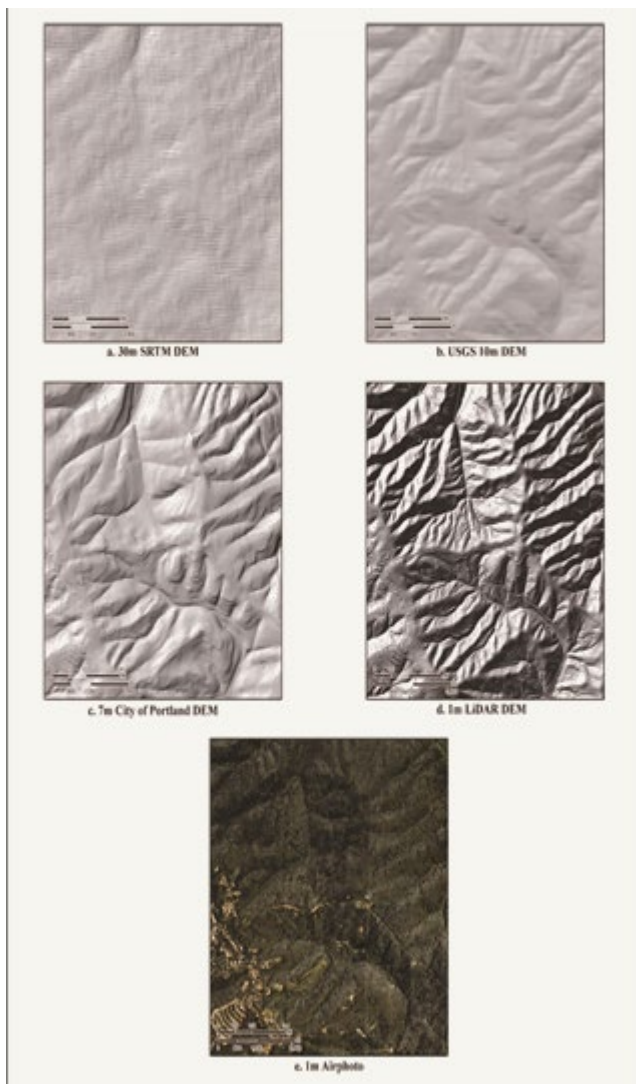 a. 30m SRTM DEM
b. USGS 10m DEM
c. 7m City of Portland DEM
d. 1m LiDAR DEM
e. 1m Airphoto